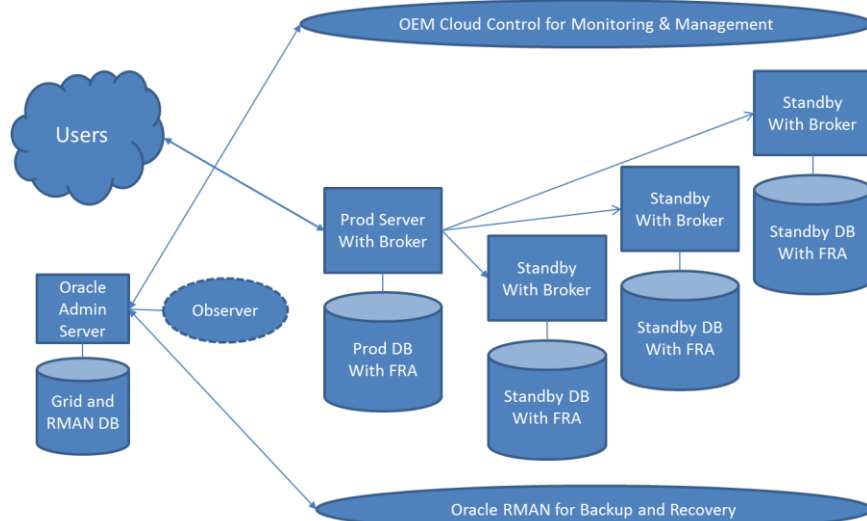 OEM Cloud Control for Monitoring & Management
Users
Standby
With Broker
Prod Server
With Broker
Standby
With Broker
Standby DB
With FRA
Standby
With Broker
Oracle
Admin
Server
Observer
Prod DB
With FRA
Standby DB
With FRA
Standby DB
With FRA
Grid and
RMAN DB
Oracle RMAN for Backup and Recovery